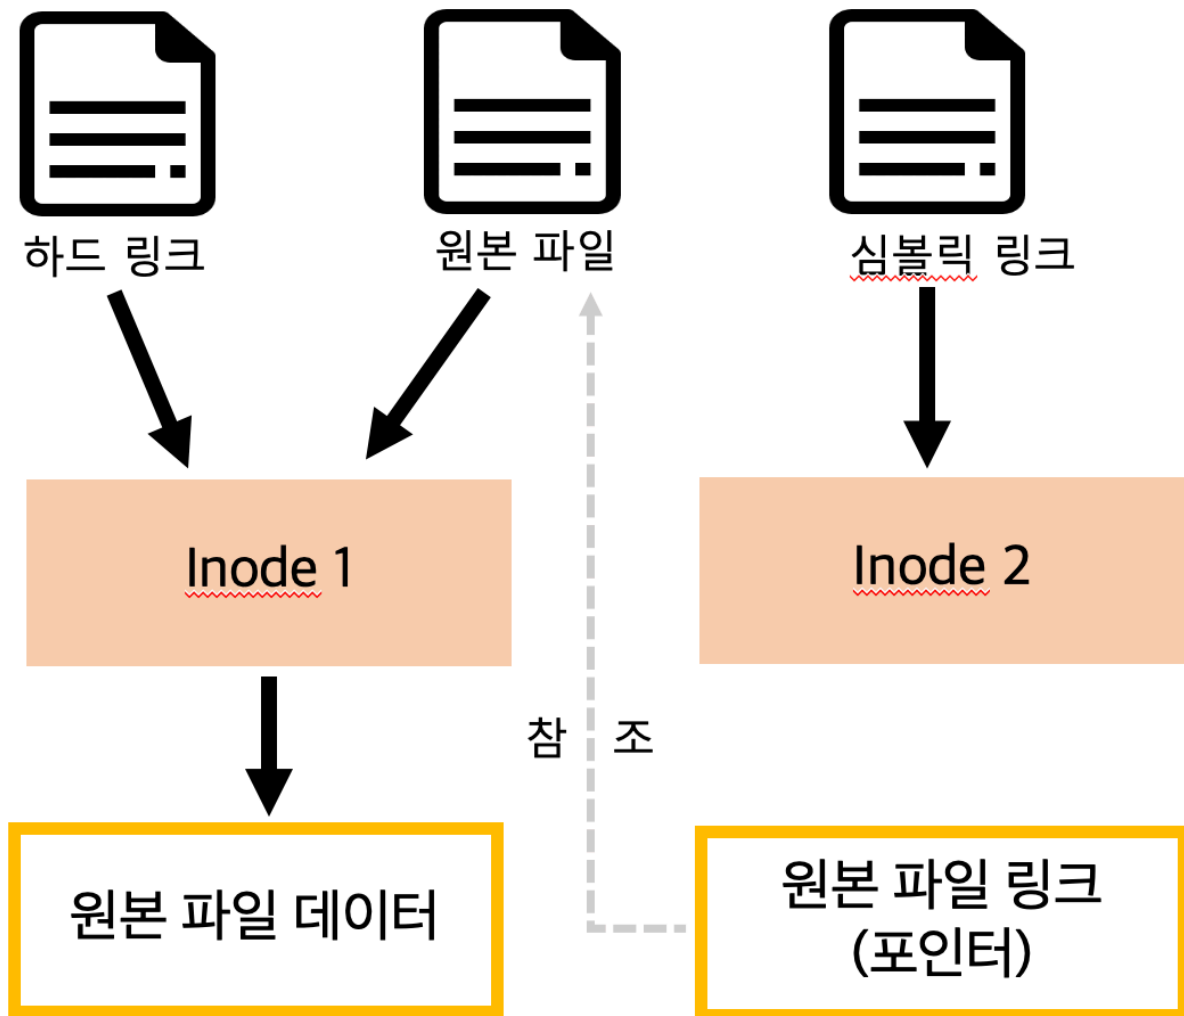 하드 링크
원본 파일
심볼릭 링크
Inode 1
Inode 2
참 조
원본 파일 데이터
원본 파일 링크
(포인터)